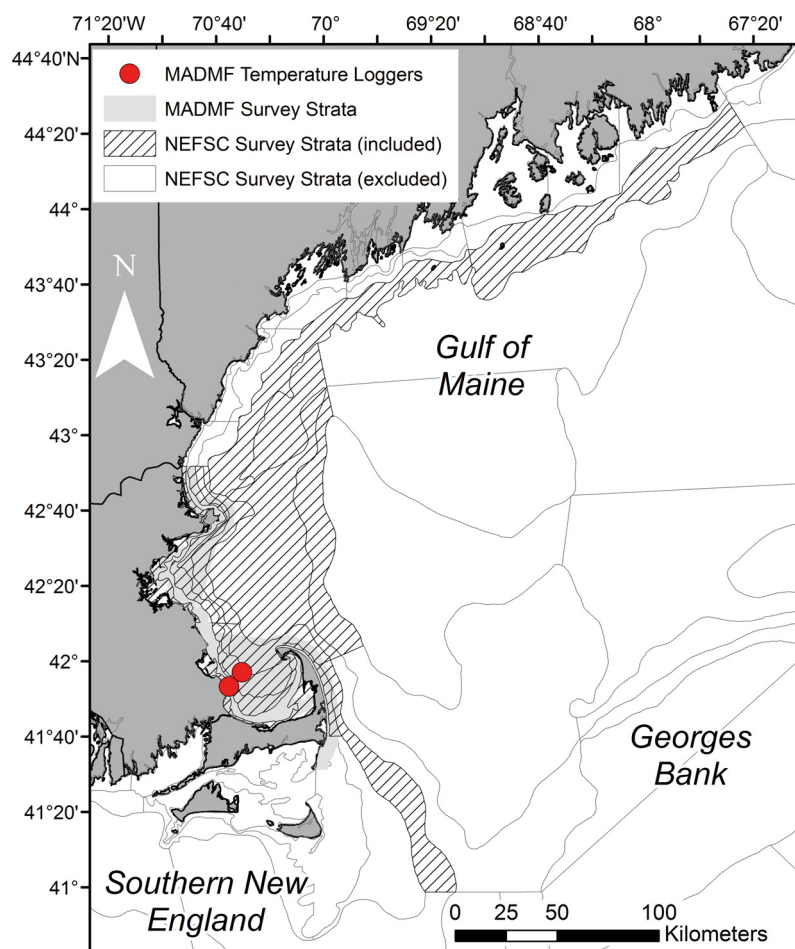 71°20' 70°40' 70° 69°20' 68°40' 68° 67°20'
44°40'N
MADMF Temperature Loggers
MADMF Survey Strata
44°20'
NEFSC Survey Strata (included)
NEFSC Survey Strata (excluded)
44°
N
43°40'
Gulf of
Maine
43°20'
43°
42°40'
42°20'
42°
41°40'
Georges
Bank
41°20'
41°
Southern New
England
0 25 50 100
Kilometers